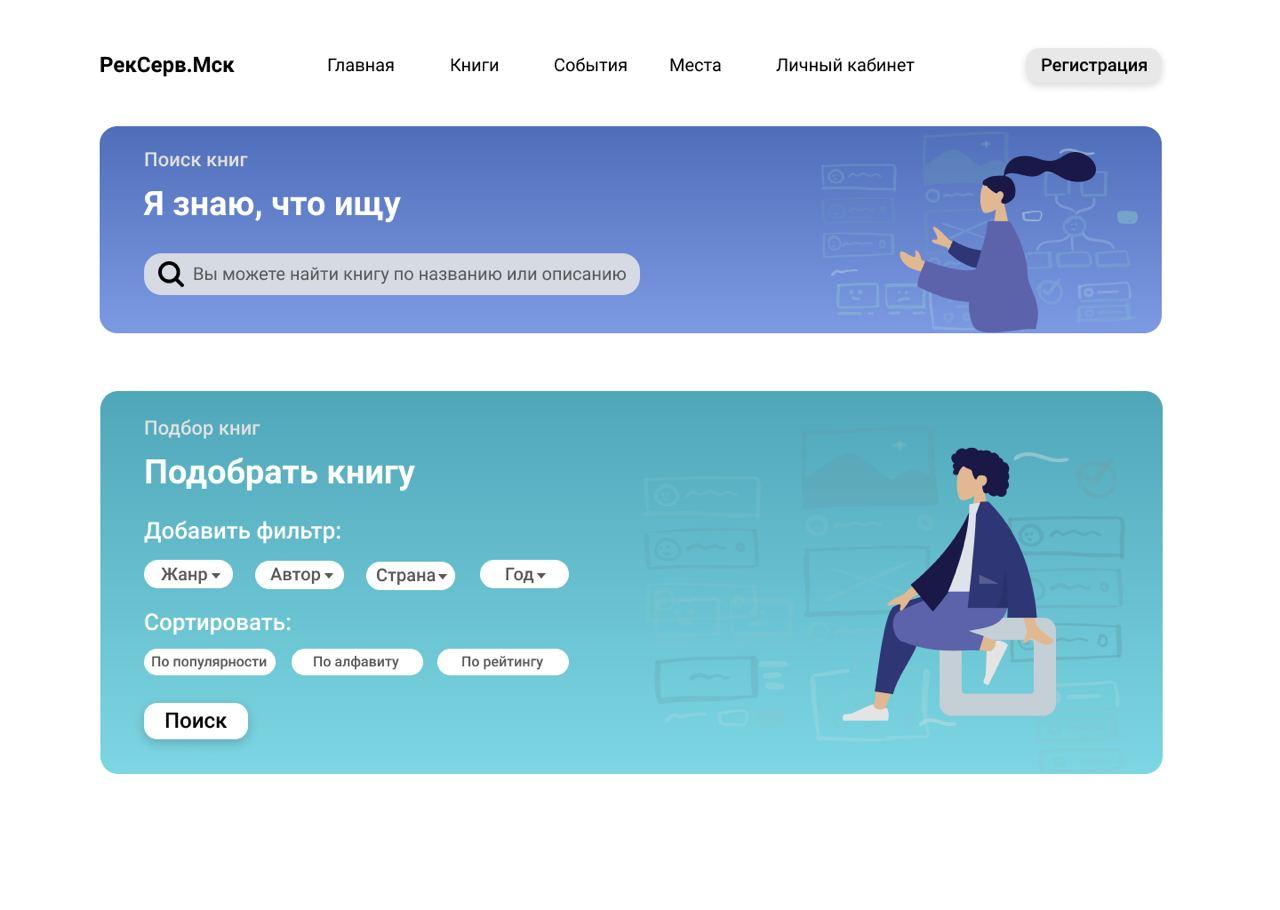 РекСерв.Мск Главная Книги События Места Личный кабинет Регистрация
Поиск книг
Я знаю, что ищу
Вы можете найти книгу по названию или описанию
Подбор книг
Подобрать книгу
Добавить фильтр:
Жанр Автор Страна Год
Сортировать:
По популярности По алфавиту По рейтингу
Поиск